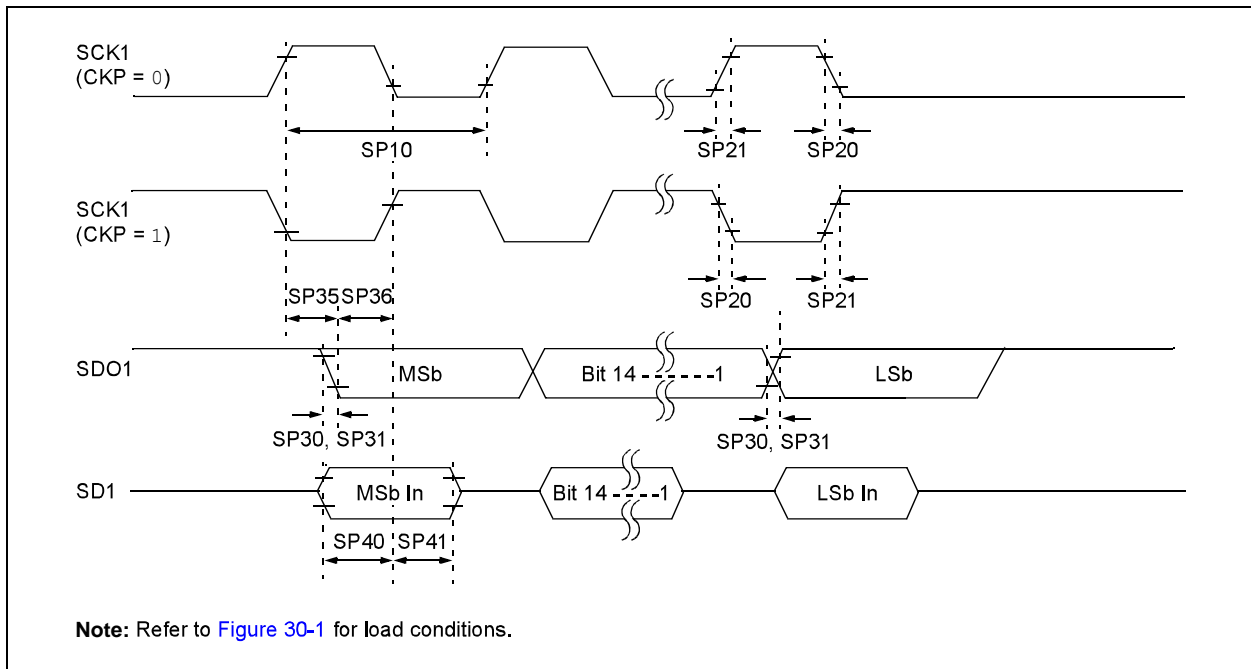 SCK1
(CKP = 0)
SP10
SP21
SP20
SCK1
(CKP = 1)
SP35
SP36
SP20
SP21
SDO1
MSb
Bit 14 ------1
LSb
SP30, SP31
SP30, SP31
SD1
MSb In
Bit 14 -----1
LSb In
SP40
SP41
Note: Refer to Figure 30-1 for load conditions.